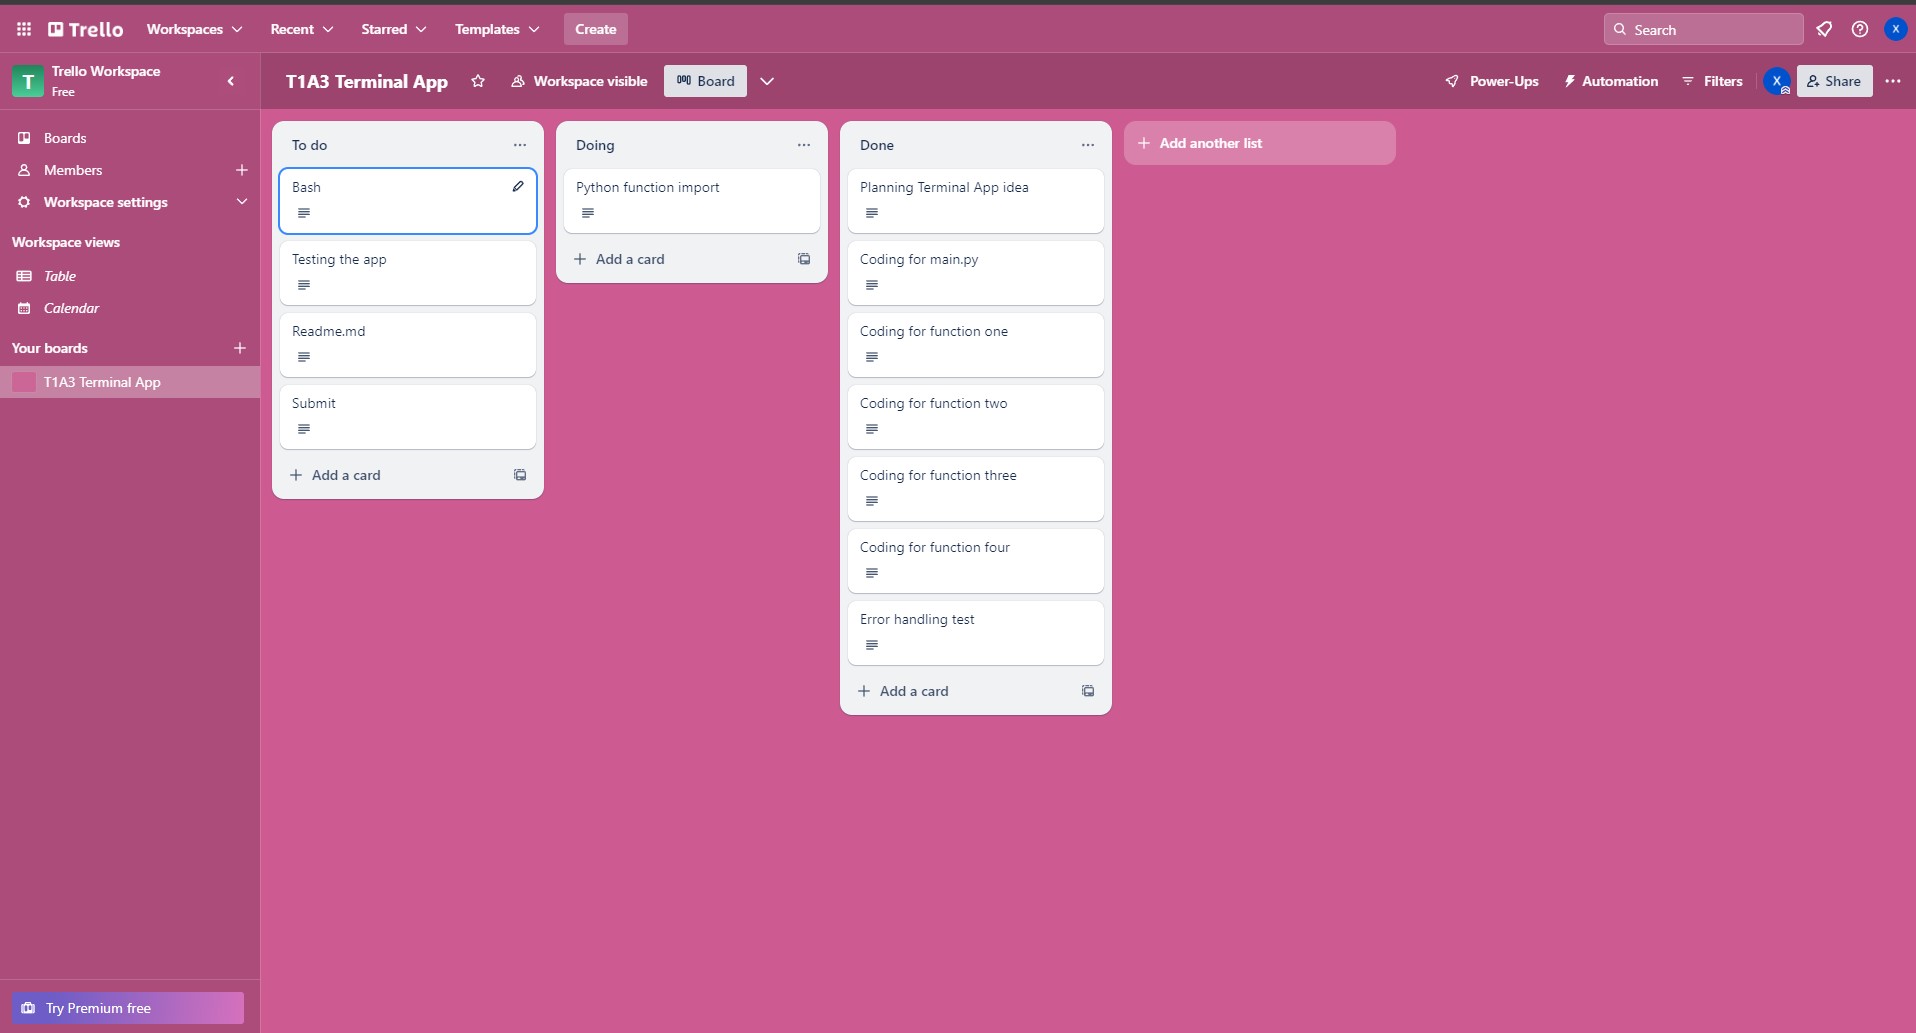 Trello Workspaces Recent Starred Templates Create Search X
T Trello Workspace
Free
T1A3 Terminal App Workspace visible Board Power-Ups Automation Filters X Share
Boards
Members
Workspace settings
Workspace views
Table
Calendar
Your boards
T1A3 Terminal App
Try Premium free
To do
Bash
Testing the app
Readme.md
Submit
Add a card
Doing
Python function import
Add a card
Done
Planning Terminal App idea
Coding for main.py
Coding for function one
Coding for function two
Coding for function three
Coding for function four
Error handling test
Add a card
Add another list